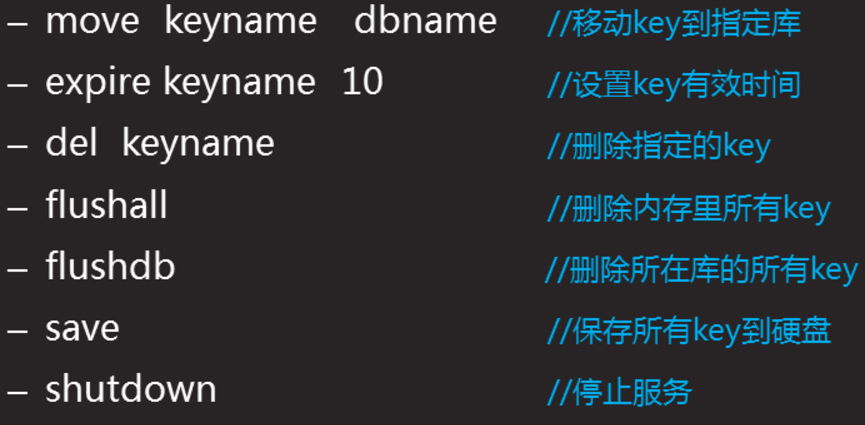 – move keyname dbname //移动key到指定库
– expire keyname 10 //设置key有效时间
– del keyname //删除指定的key
– flushall //删除内存里所有key
– flushdb //删除所在库的所有key
– save //保存所有key到硬盘
– shutdown //停止服务